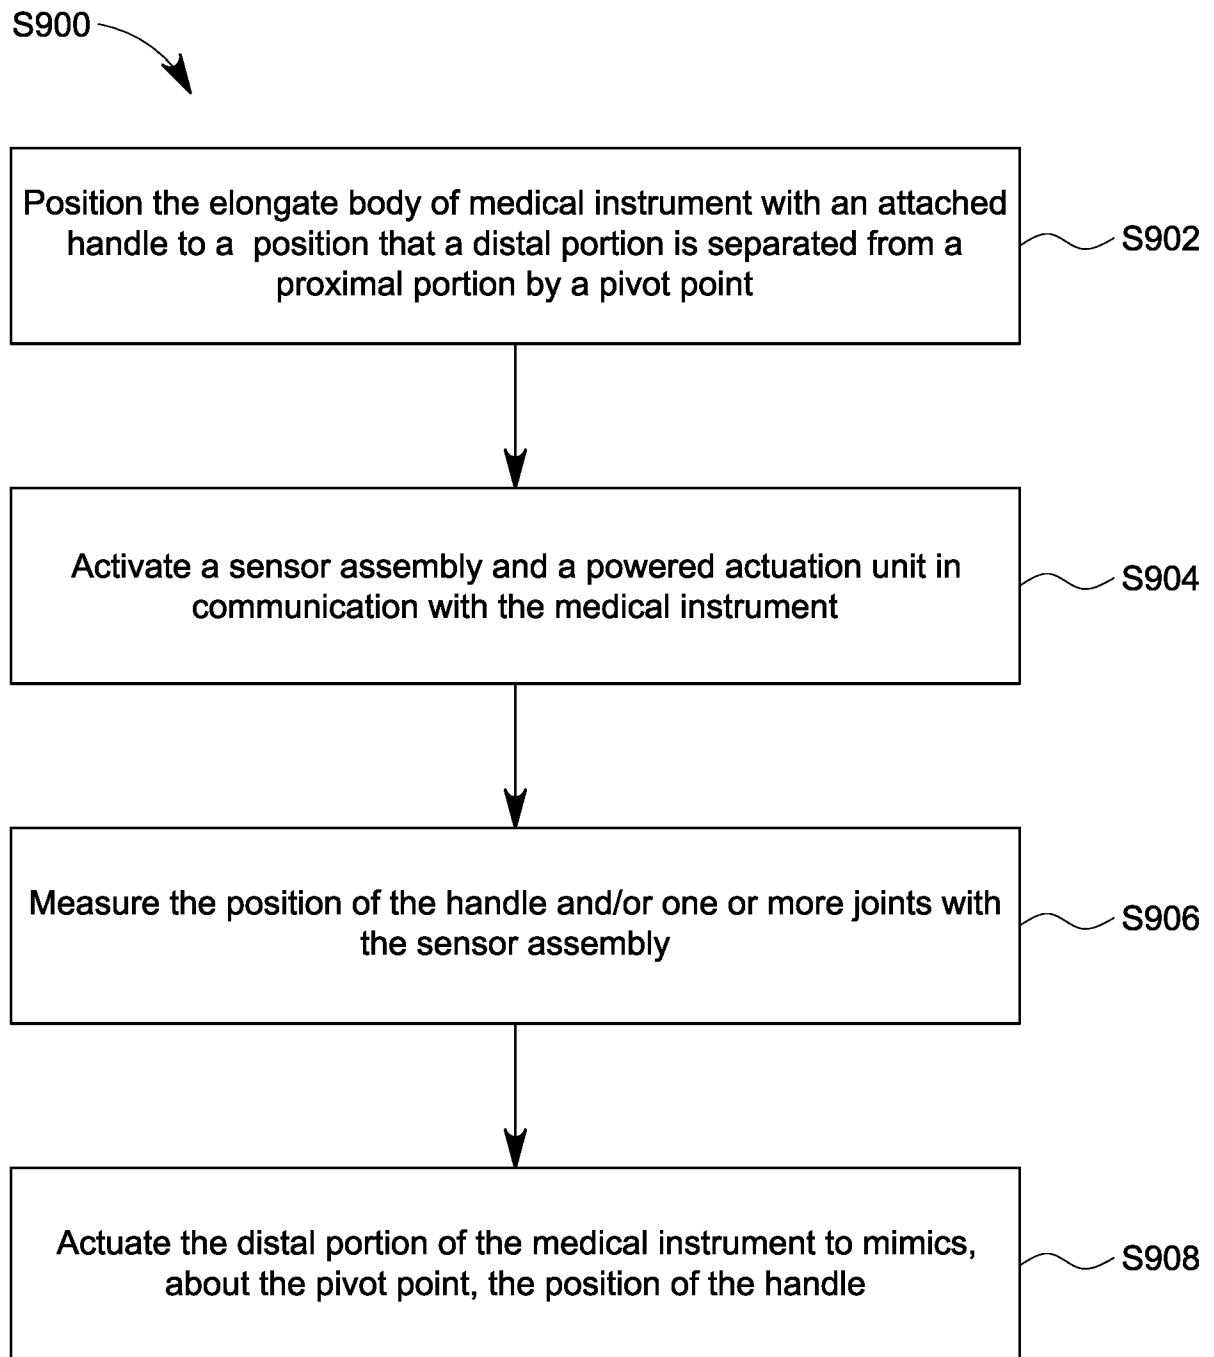 S900
Position the elongate body of medical instrument with an attached
handle to a position that a distal portion is separated from a
proximal portion by a pivot point
S902
Activate a sensor assembly and a powered actuation unit in
communication with the medical instrument
S904
Measure the position of the handle and/or one or more joints with
the sensor assembly
S906
Actuate the distal portion of the medical instrument to mimics,
about the pivot point, the position of the handle
S908